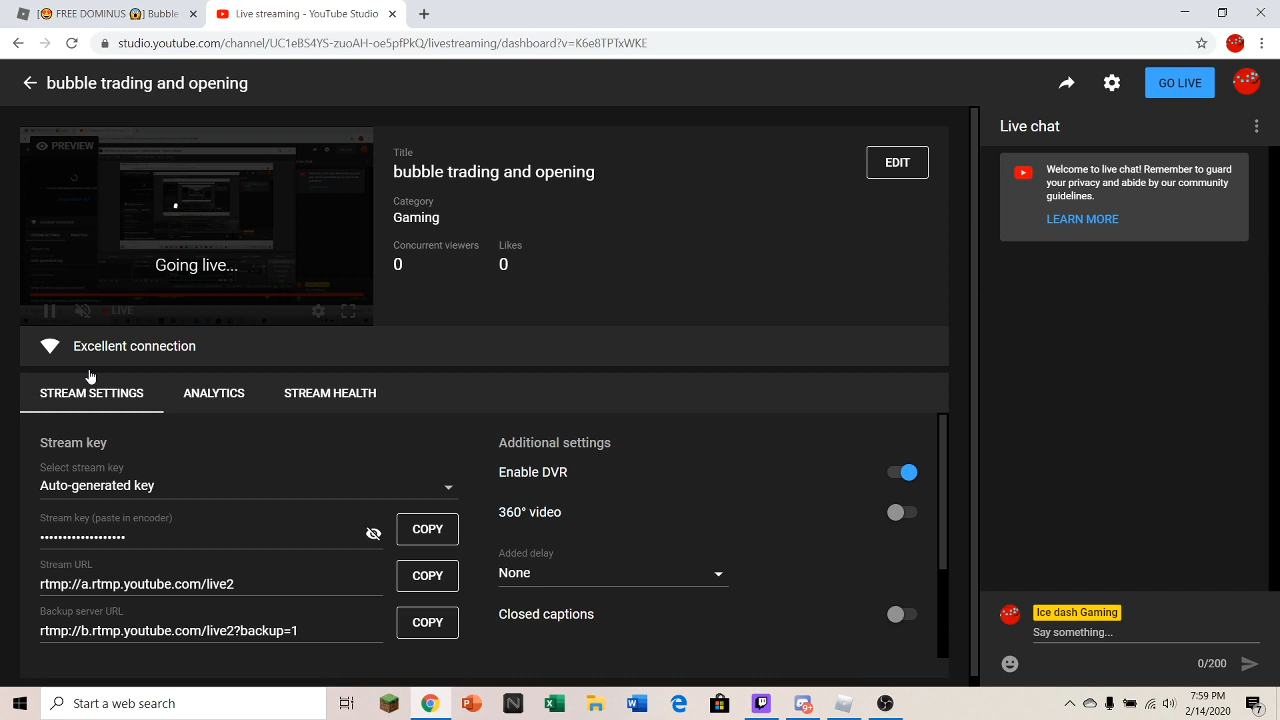 [🤑 FREE DOMINUS 😱] Bubble
Live streaming - YouTube Studio
studio.youtube.com/channel/UC1eBS4YS-zuoAH-oe5pfPkQ/livestreaming/dashboard?v=K6e8TPTxWKE
bubble trading and opening
GO LIVE
PREVIEW
Going live...
LIVE
Title
bubble trading and opening
EDIT
Category
Gaming
Concurrent viewers
Likes
0
0
Excellent connection
STREAM SETTINGS
ANALYTICS
STREAM HEALTH
Stream key
Select stream key
Auto-generated key
Stream key (paste in encoder)
•••••••••••••••••••
COPY
Stream URL
rtmp://a.rtmp.youtube.com/live2
COPY
Backup server URL
rtmp://b.rtmp.youtube.com/live2?backup=1
COPY
Additional settings
Enable DVR
360° video
Added delay
None
Closed captions
Live chat
Welcome to live chat! Remember to guard
your privacy and abide by our community
guidelines.
LEARN MORE
Ice dash Gaming
Say something...
0/200
Start a web search
7:59 PM
2/14/2020
7